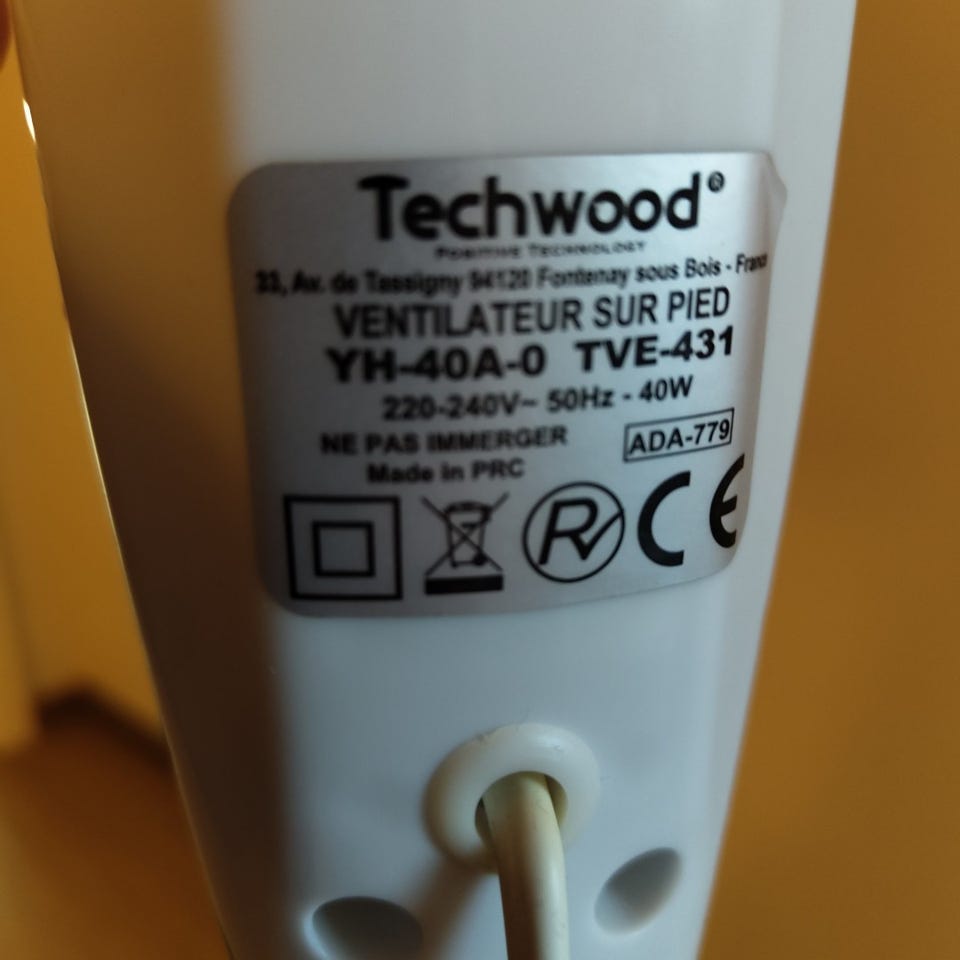 Techwood®
POSITIVE TECHNOLOGY
33, Av. de Tassigny 94120 Fontenay sous Bois - France
VENTILATEUR SUR PIED
YH-40A-0 TVE-431
220-240V~ 50Hz - 40W
NE PAS IMMERGER
ADA-779
Made in PRC
R
CE